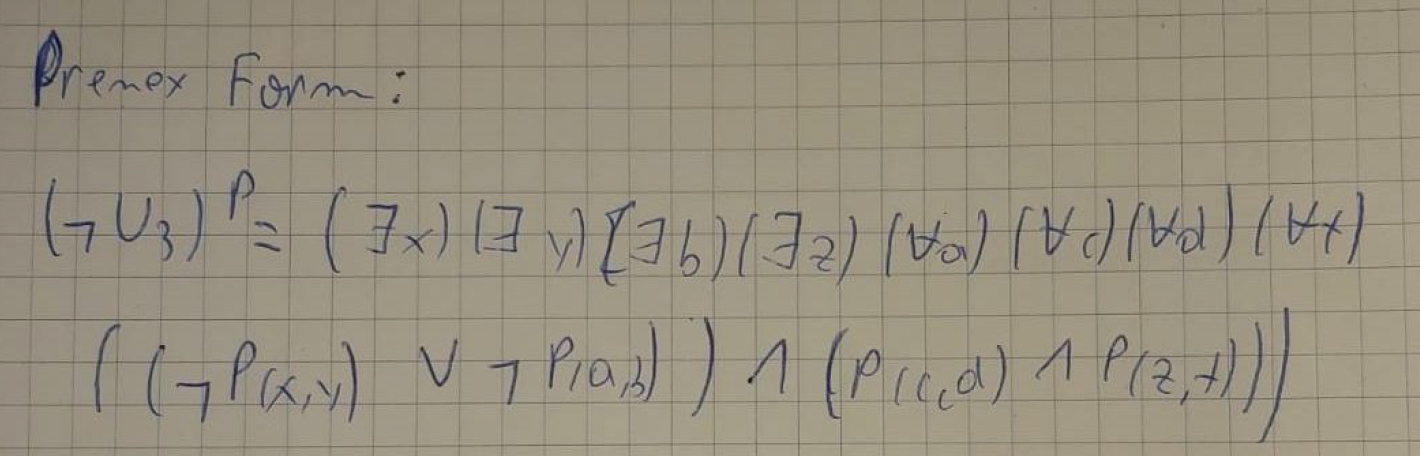 Prenex Form:
(¬U₃)ᴾ = (∃x)(∃y)(∃b)(∃z)(∀a)(∀c)(∀d)(∀t)
((¬P(x,y) ∨ ¬P(a,b)) ∧ (P(c,d) ∧ P(z,t)))